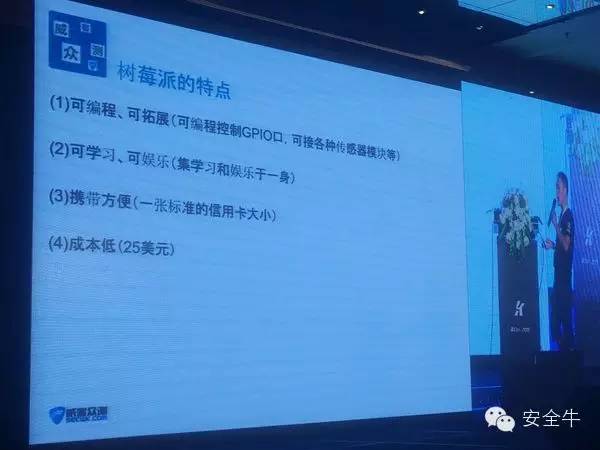 威客
众测
树莓派的特点
(1)可编程、可拓展(可编程控制GPIO口，可接各种传感器模块等)
(2)可学习、可娱乐(集学习和娱乐于一身)
(3)携带方便(一张标准的信用卡大小)
(4)成本低(25美元)
威客众测
secwk.com
安全牛